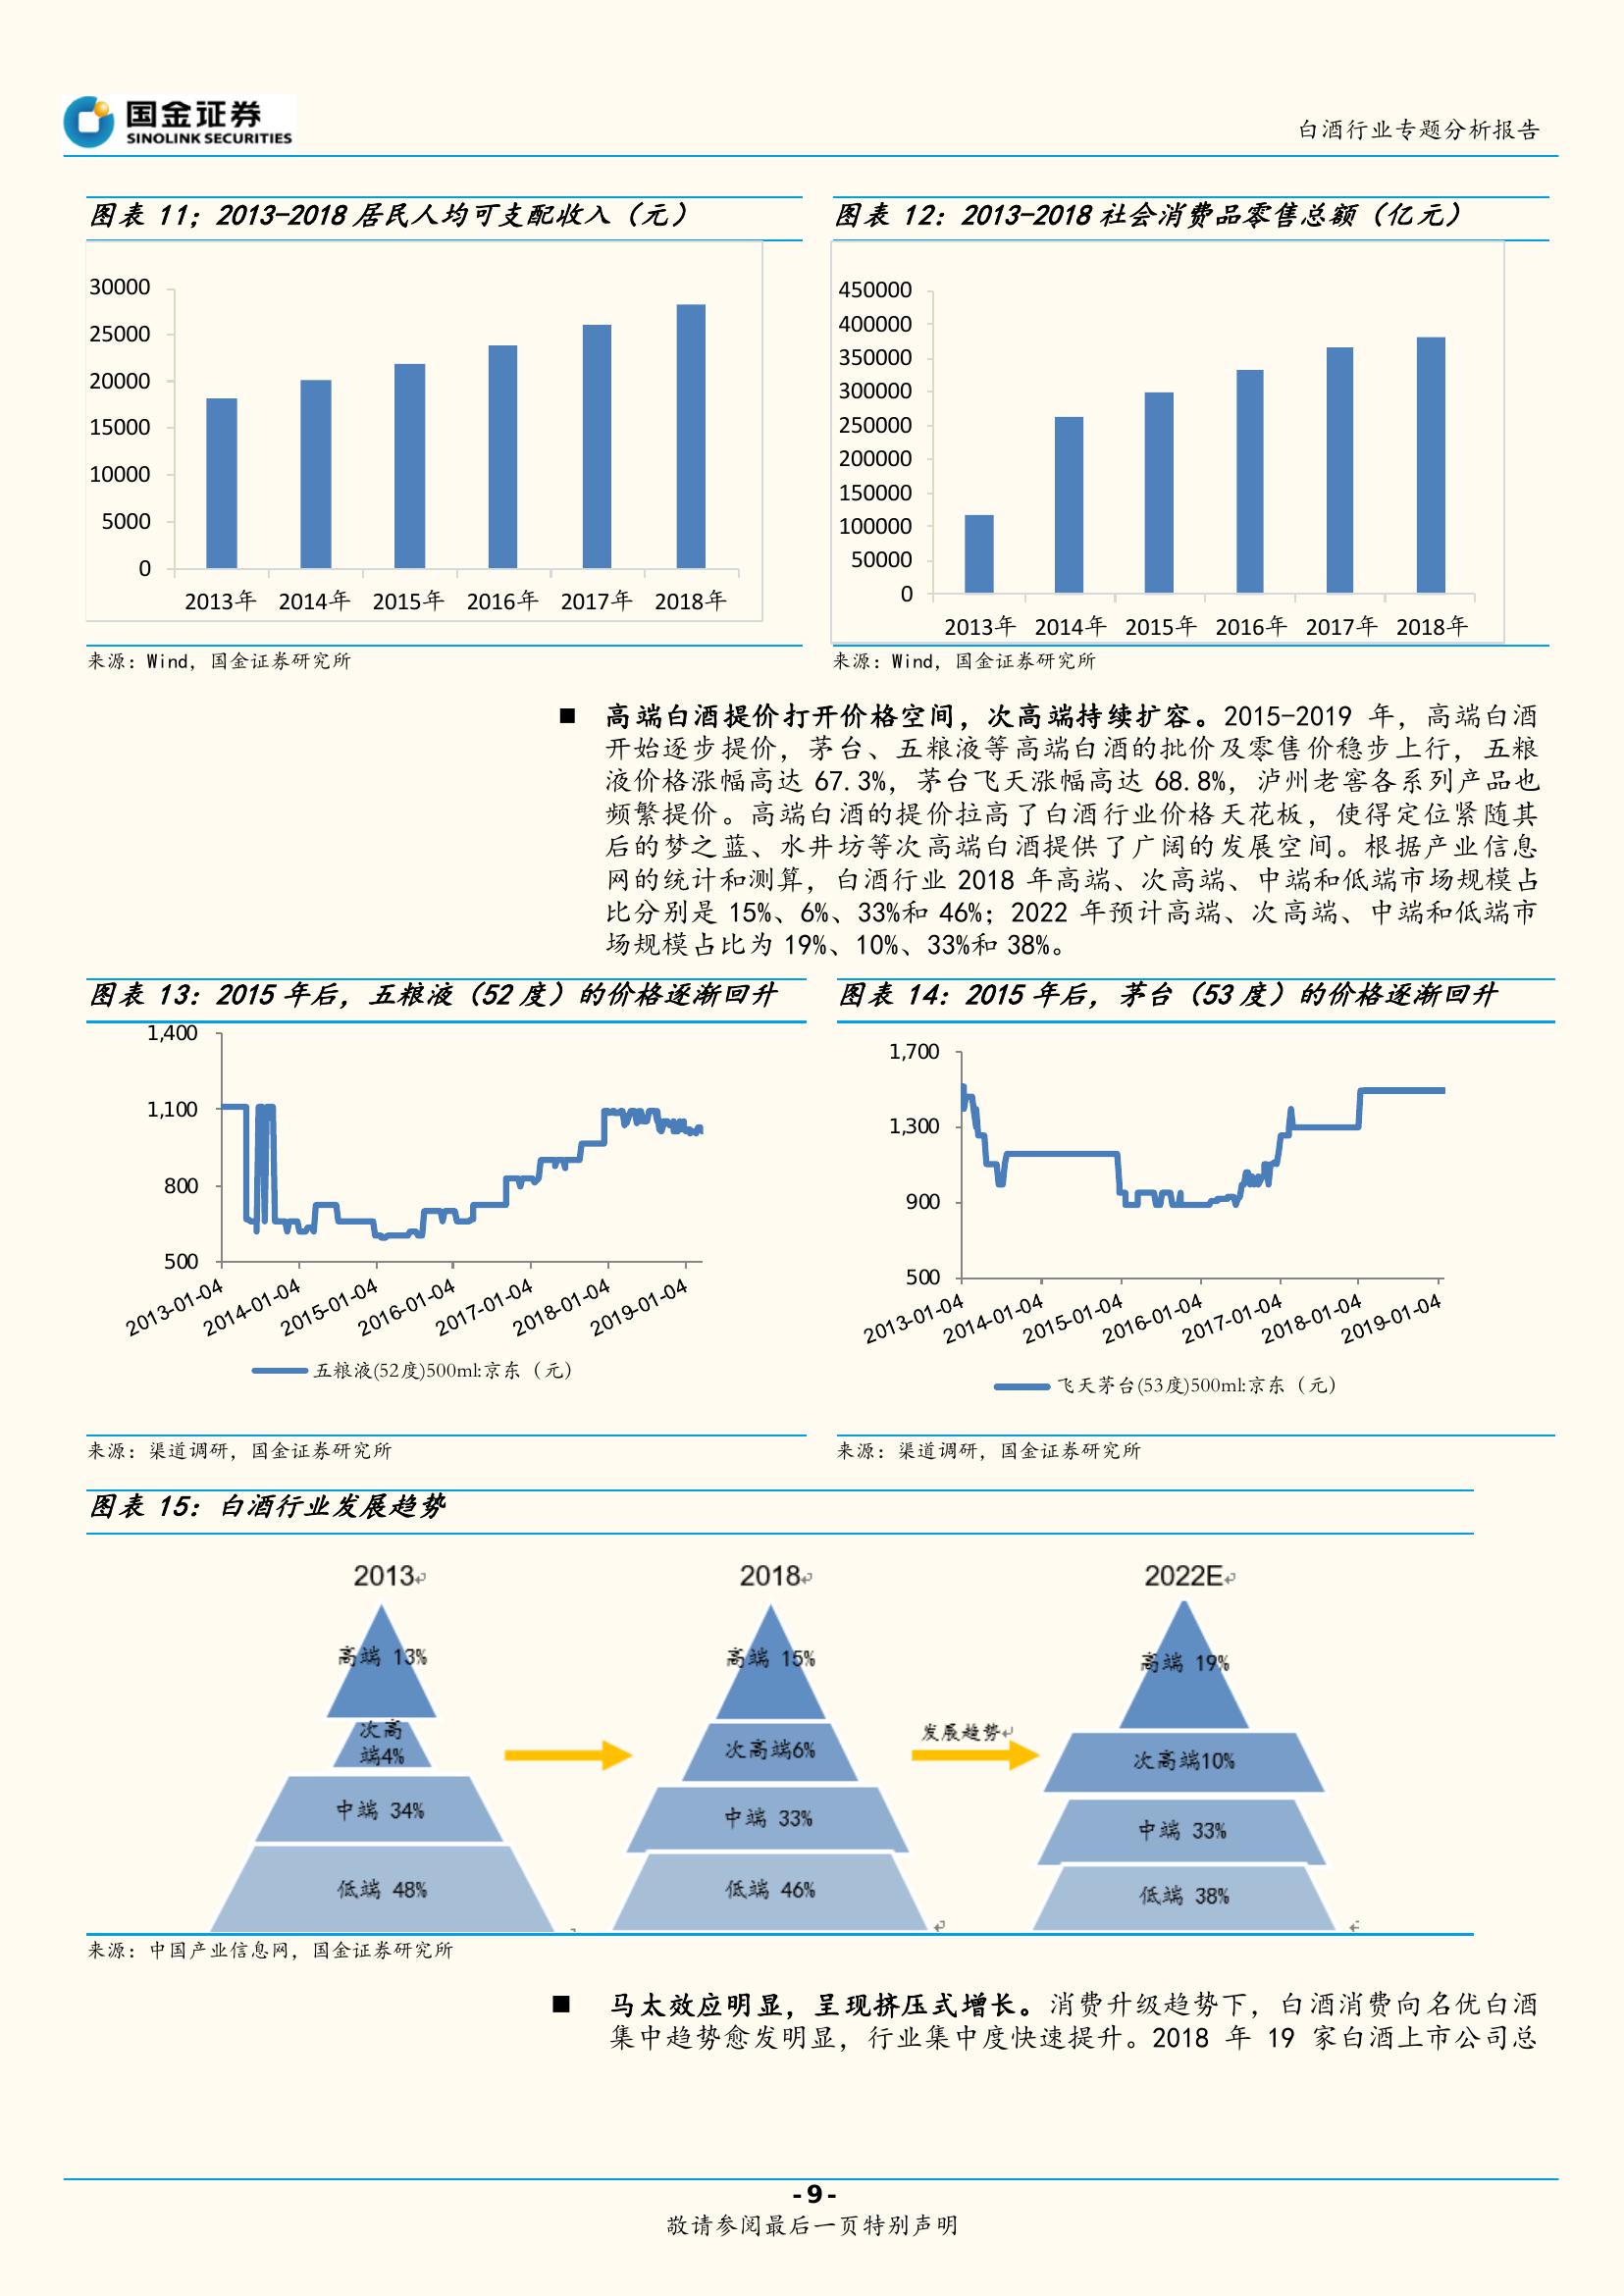 国金证券
SINOLINK SECURITIES
白酒行业专题分析报告
图表 11；2013-2018 居民人均可支配收入（元）
30000
25000
20000
15000
10000
5000
0
2013年 2014年 2015年 2016年 2017年 2018年
来源：Wind，国金证券研究所
图表 12：2013-2018 社会消费品零售总额（亿元）
450000
400000
350000
300000
250000
200000
150000
100000
50000
0
2013年 2014年 2015年 2016年 2017年 2018年
来源：Wind，国金证券研究所
■ 高端白酒提价打开价格空间，次高端持续扩容。2015-2019 年，高端白酒
开始逐步提价，茅台、五粮液等高端白酒的批价及零售价稳步上行，五粮
液价格涨幅高达 67.3%，茅台飞天涨幅高达 68.8%，泸州老窖各系列产品也
频繁提价。高端白酒的提价拉高了白酒行业价格天花板，使得定位紧随其
后的梦之蓝、水井坊等次高端白酒提供了广阔的发展空间。根据产业信息
网的统计和测算，白酒行业 2018 年高端、次高端、中端和低端市场规模占
比分别是 15%、6%、33%和 46%；2022 年预计高端、次高端、中端和低端市
场规模占比为 19%、10%、33%和 38%。
图表 13：2015 年后，五粮液（52 度）的价格逐渐回升
1,400
1,100
800
500
2013-01-04 2014-01-04 2015-01-04 2016-01-04 2017-01-04 2018-01-04 2019-01-04
五粮液(52度)500ml:京东（元）
来源：渠道调研，国金证券研究所
图表 14：2015 年后，茅台（53 度）的价格逐渐回升
1,700
1,300
900
500
2013-01-04 2014-01-04 2015-01-04 2016-01-04 2017-01-04 2018-01-04 2019-01-04
飞天茅台(53度)500ml:京东（元）
来源：渠道调研，国金证券研究所
图表 15：白酒行业发展趋势
2013
高端 13%
次高
端4%
中端 34%
低端 48%
2018
高端 15%
次高端6%
中端 33%
低端 46%
发展趋势
2022E
高端 19%
次高端10%
中端 33%
低端 38%
来源：中国产业信息网，国金证券研究所
■ 马太效应明显，呈现挤压式增长。消费升级趋势下，白酒消费向名优白酒
集中趋势愈发明显，行业集中度快速提升。2018 年 19 家白酒上市公司总
- 9 -
敬请参阅最后一页特别声明